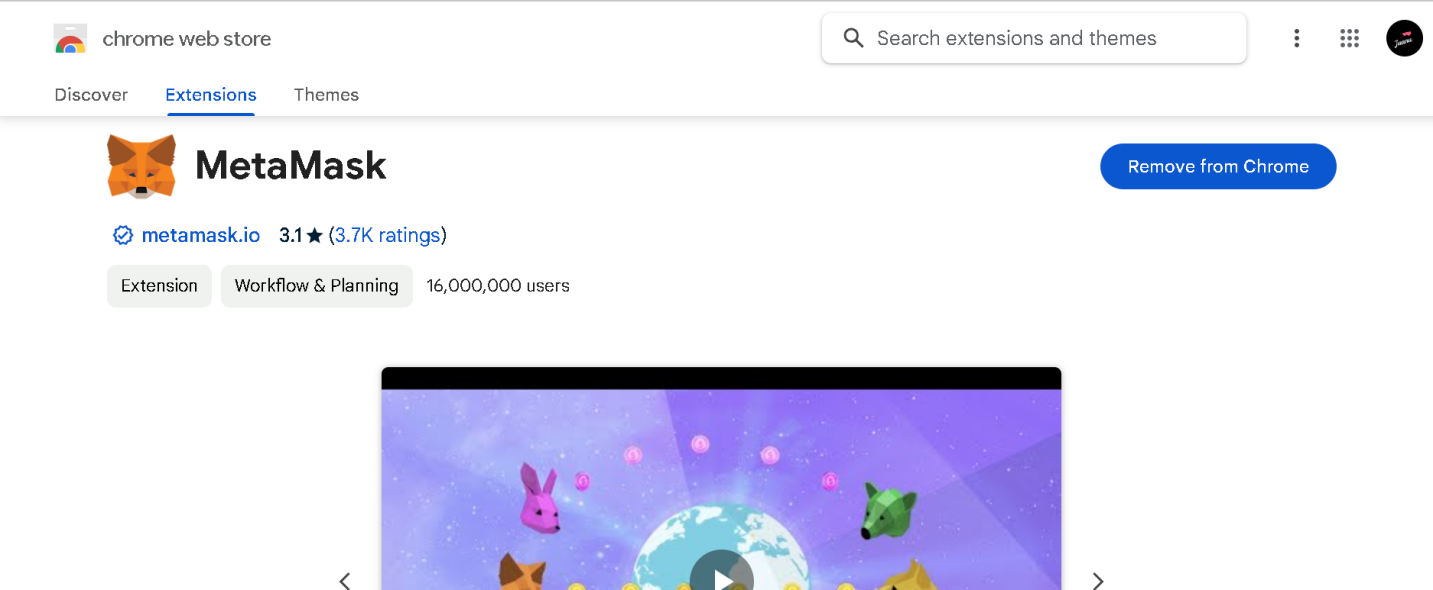 chrome web store
Search extensions and themes
Discover Extensions Themes
MetaMask
Remove from Chrome
metamask.io 3.1★ (3.7K ratings)
Extension Workflow & Planning 16,000,000 users